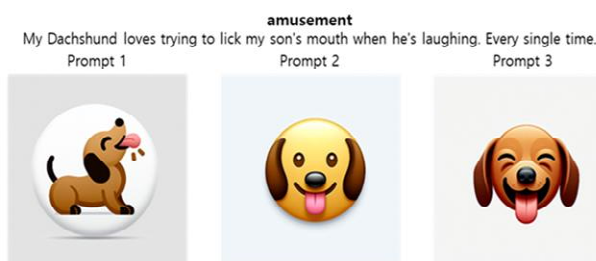 amusement
My Dachshund loves trying to lick my son's mouth when he's laughing. Every single time.
Prompt 1 Prompt 2 Prompt 3